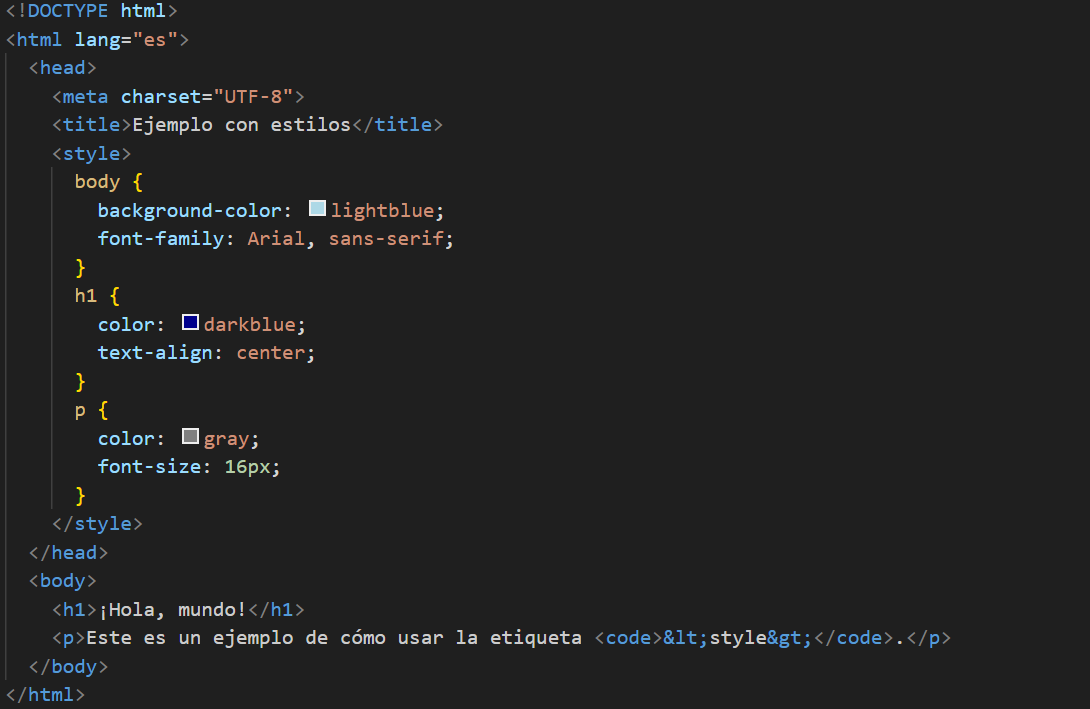 <!DOCTYPE html>
<html lang="es">
  <head>
    <meta charset="UTF-8">
    <title>Ejemplo con estilos</title>
    <style>
      body {
        background-color: lightblue;
        font-family: Arial, sans-serif;
      }
      h1 {
        color: darkblue;
        text-align: center;
      }
      p {
        color: gray;
        font-size: 16px;
      }
    </style>
  </head>
  <body>
    <h1>¡Hola, mundo!</h1>
    <p>Este es un ejemplo de cómo usar la etiqueta <code>&lt;style&gt;</code>.</p>
  </body>
</html>